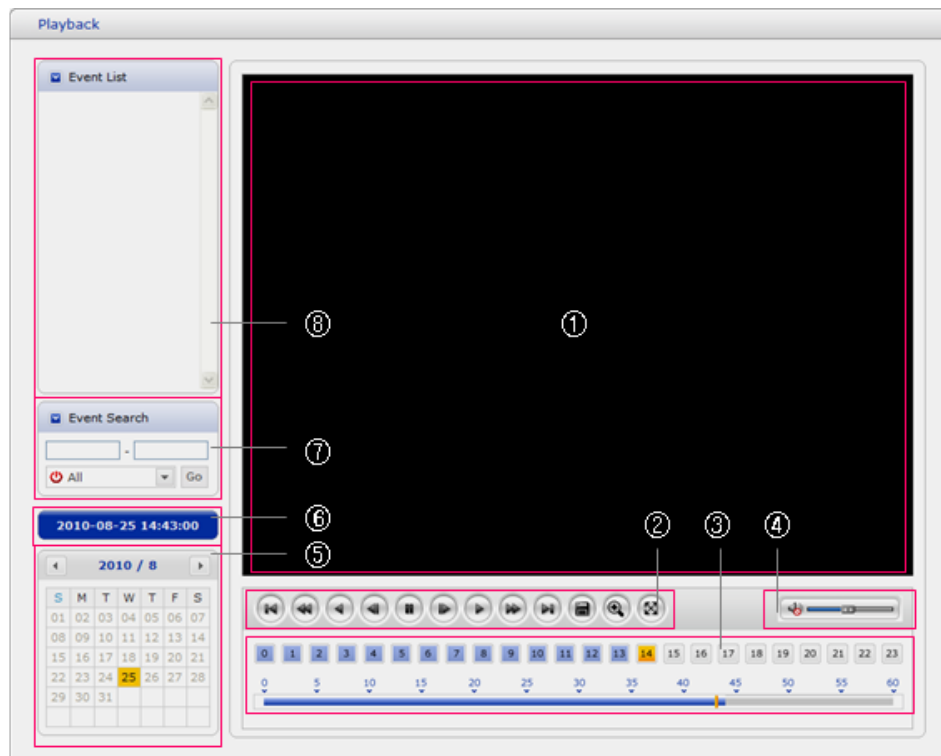 Playback
Event List
⑧
①
Event Search
-
⑦
All Go
2010-08-25 14:43:00
⑥
② ③ ④
⑤
2010 / 8
S M T W T F S
01 02 03 04 05 06 07
08 09 10 11 12 13 14
15 16 17 18 19 20 21
22 23 24 25 26 27 28
29 30 31
0 1 2 3 4 5 6 7 8 9 10 11 12 13 14 15 16 17 18 19 20 21 22 23
0 5 10 15 20 25 30 35 40 45 50 55 60